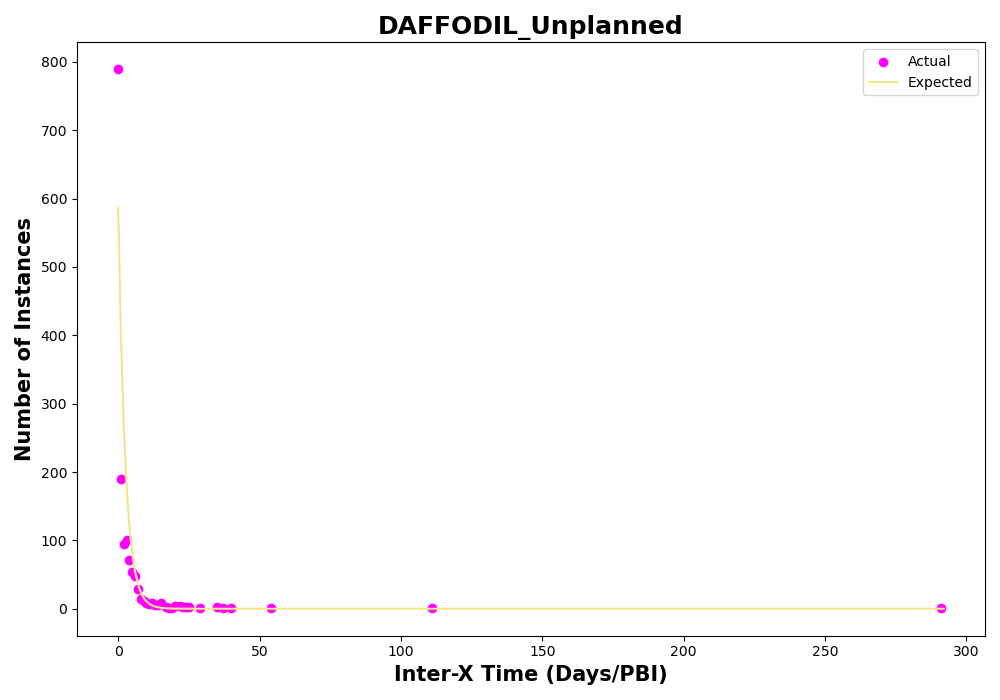 DAFFODIL_Unplanned
Actual
Expected
800
700
600
500
400
300
200
100
0
Number of Instances
0 50 100 150 200 250 300
Inter-X Time (Days/PBI)